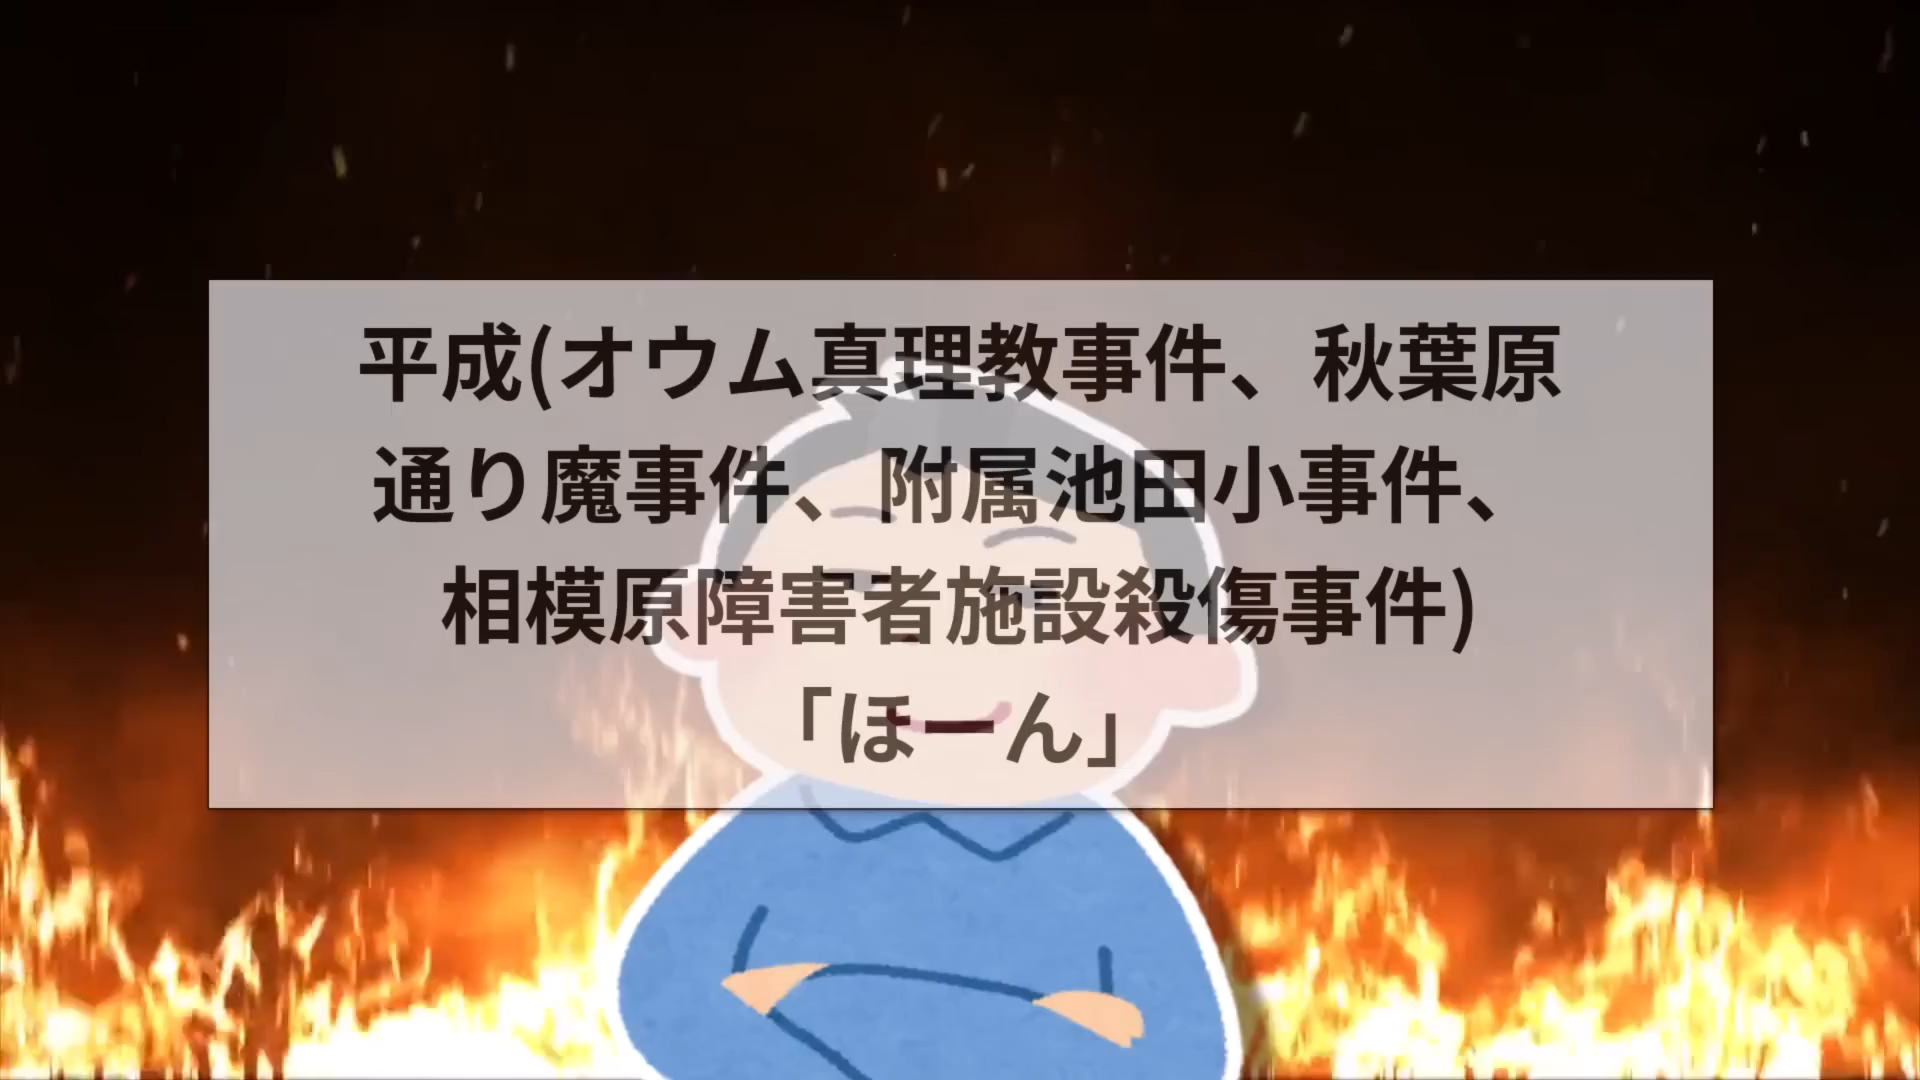 平成(オウム真理教事件、秋葉原
通り魔事件、附属池田小事件、
相模原障害者施設殺傷事件)
「ほーん」